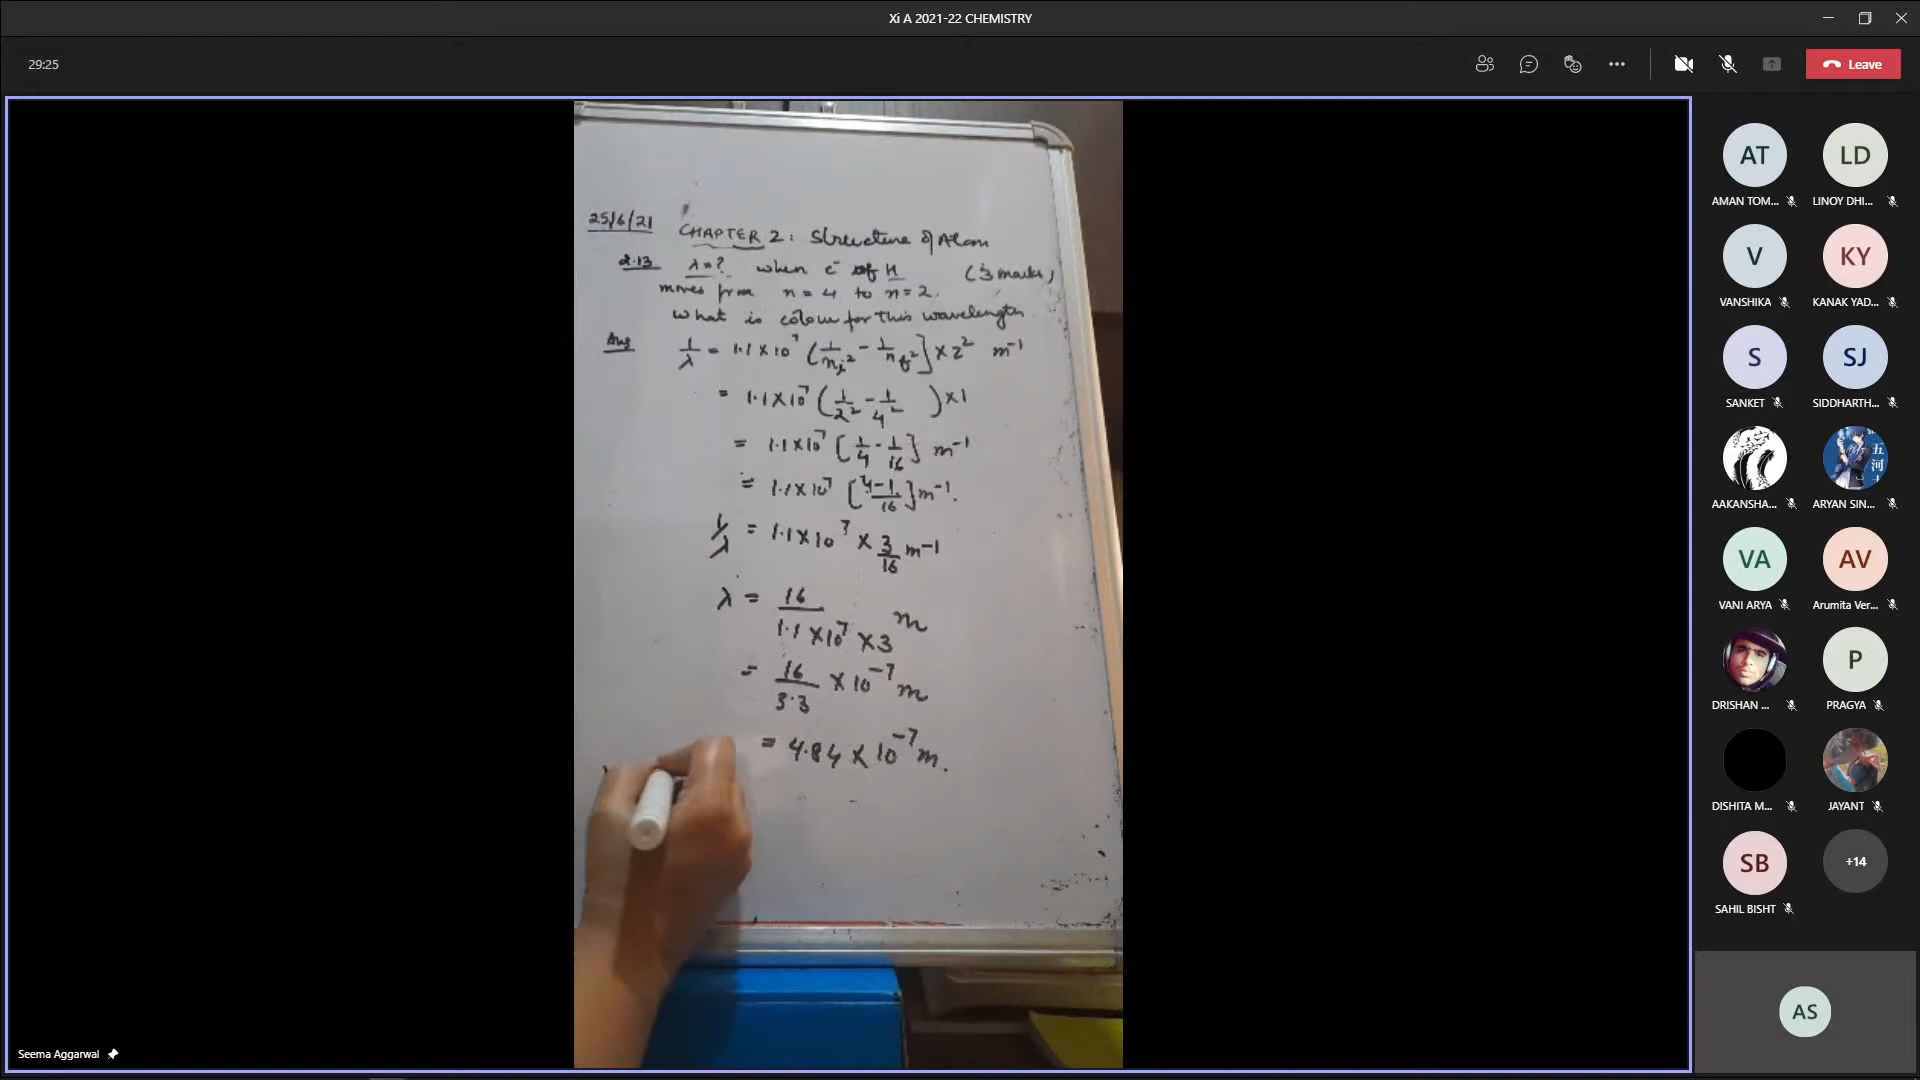 Xi A 2021-22 CHEMISTRY
29:25
Leave
25/6/21 CHAPTER 2: Structure of Atom
2.13 λ=? when e⁻ of H (3 marks)
moves from n = 4 to n = 2.
what is colour for this wavelength
Ans 1/λ = 1.1 × 10⁷ (1/nᵢ² - 1/n_f²] × Z² m⁻¹
= 1.1 × 10⁷ (1/2² - 1/4² ) × 1
= 1.1 × 10⁷ [1/4 - 1/16] m⁻¹
= 1.1 × 10⁷ [4-1/16] m⁻¹.
1/λ = 1.1 × 10⁷ × 3/16 m⁻¹
λ = 16/1.1 × 10⁷ × 3 m
= 16/3.3 × 10⁻⁷ m
= 4.84 × 10⁻⁷ m.
AT LD
AMAN TOM... LINOY DHI...
V KY
VANSHIKA KANAK YAD...
S SJ
SANKET SIDDHARTH...
五河
AAKANSHA... ARYAN SIN...
VA AV
VANI ARYA Arumita Ver...
P
DRISHAN ... PRAGYA
DISHITA M... JAYANT
SB +14
SAHIL BISHT
AS
Seema Aggarwal